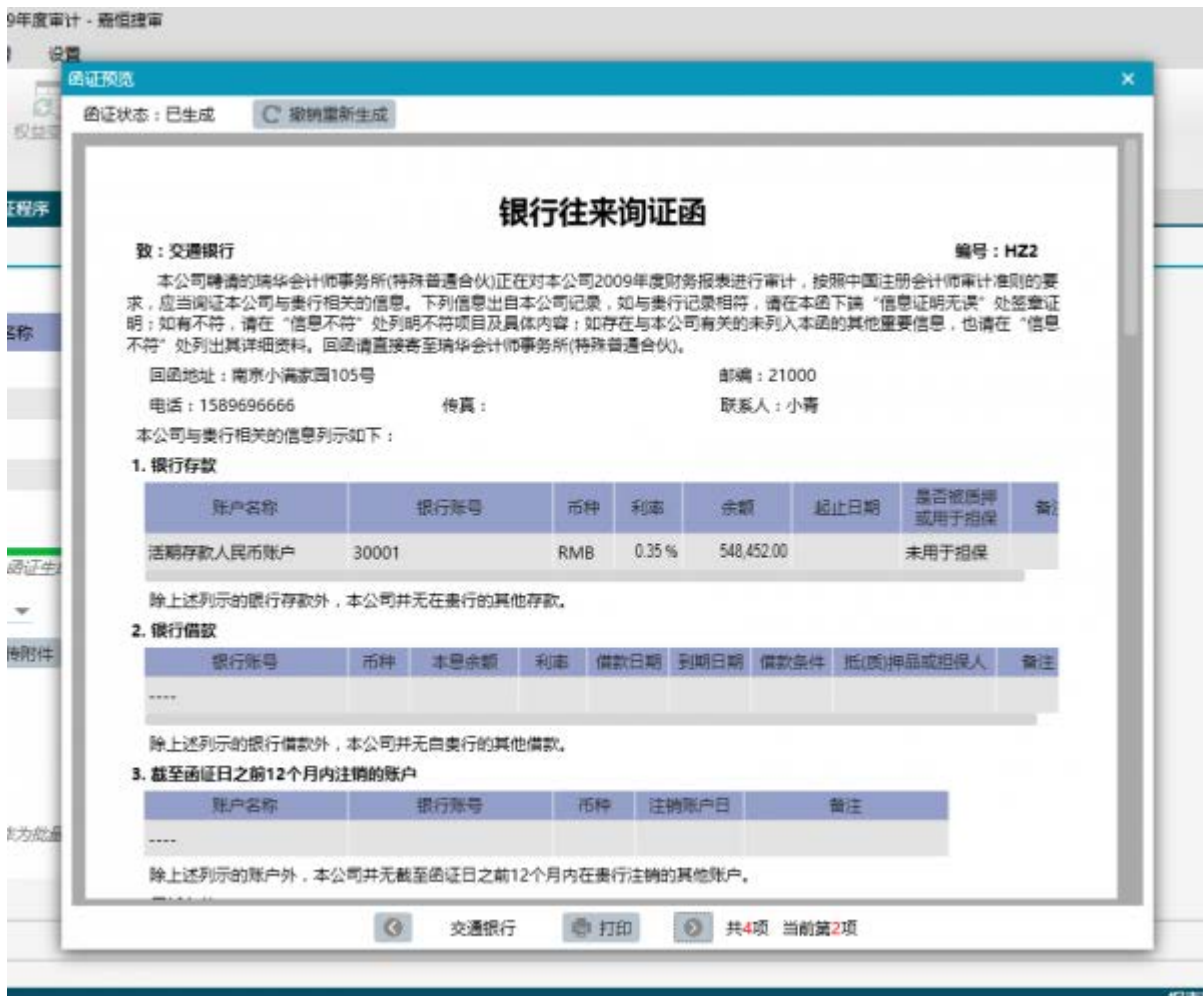 9年度审计 - 嘉恒捷审
设置
函证预览
×
权益变
函证状态：已生成
撤销重新生成
证程序
名称
函证生
传附件
作为批量
银行往来询证函
致：交通银行
编号：HZ2
本公司聘请的瑞华会计师事务所(特殊普通合伙)正在对本公司2009年度财务报表进行审计，按照中国注册会计师审计准则的要
求，应当询证本公司与贵行相关的信息。下列信息出自本公司记录，如与贵行记录相符，请在本函下端“信息证明无误”处签章证
明；如有不符，请在“信息不符”处列明不符项目及具体内容；如存在与本公司有关的未列入本函的其他重要信息，也请在“信息
不符”处列出其详细资料。回函请直接寄至瑞华会计师事务所(特殊普通合伙)。
回函地址：南京小满家园105号
邮编：21000
电话：1589696666
传真：
联系人：小青
本公司与贵行相关的信息列示如下：
1. 银行存款
账户名称 银行账号 币种 利率 余额 起止日期 是否被质押或用于担保 备注
活期存款人民币账户 30001 RMB 0.35 % 548,452.00 未用于担保
除上述列示的银行存款外，本公司并无在贵行的其他存款。
2. 银行借款
银行账号 币种 本息余额 利率 借款日期 到期日期 借款条件 抵(质)押品或担保人 备注
----
除上述列示的银行借款外，本公司并无自贵行的其他借款。
3. 截至函证日之前12个月内注销的账户
账户名称 银行账号 币种 注销账户日 备注
----
除上述列示的账户外，本公司并无截至函证日之前12个月内在贵行注销的其他账户。
交通银行
打印
共4项 当前第2项